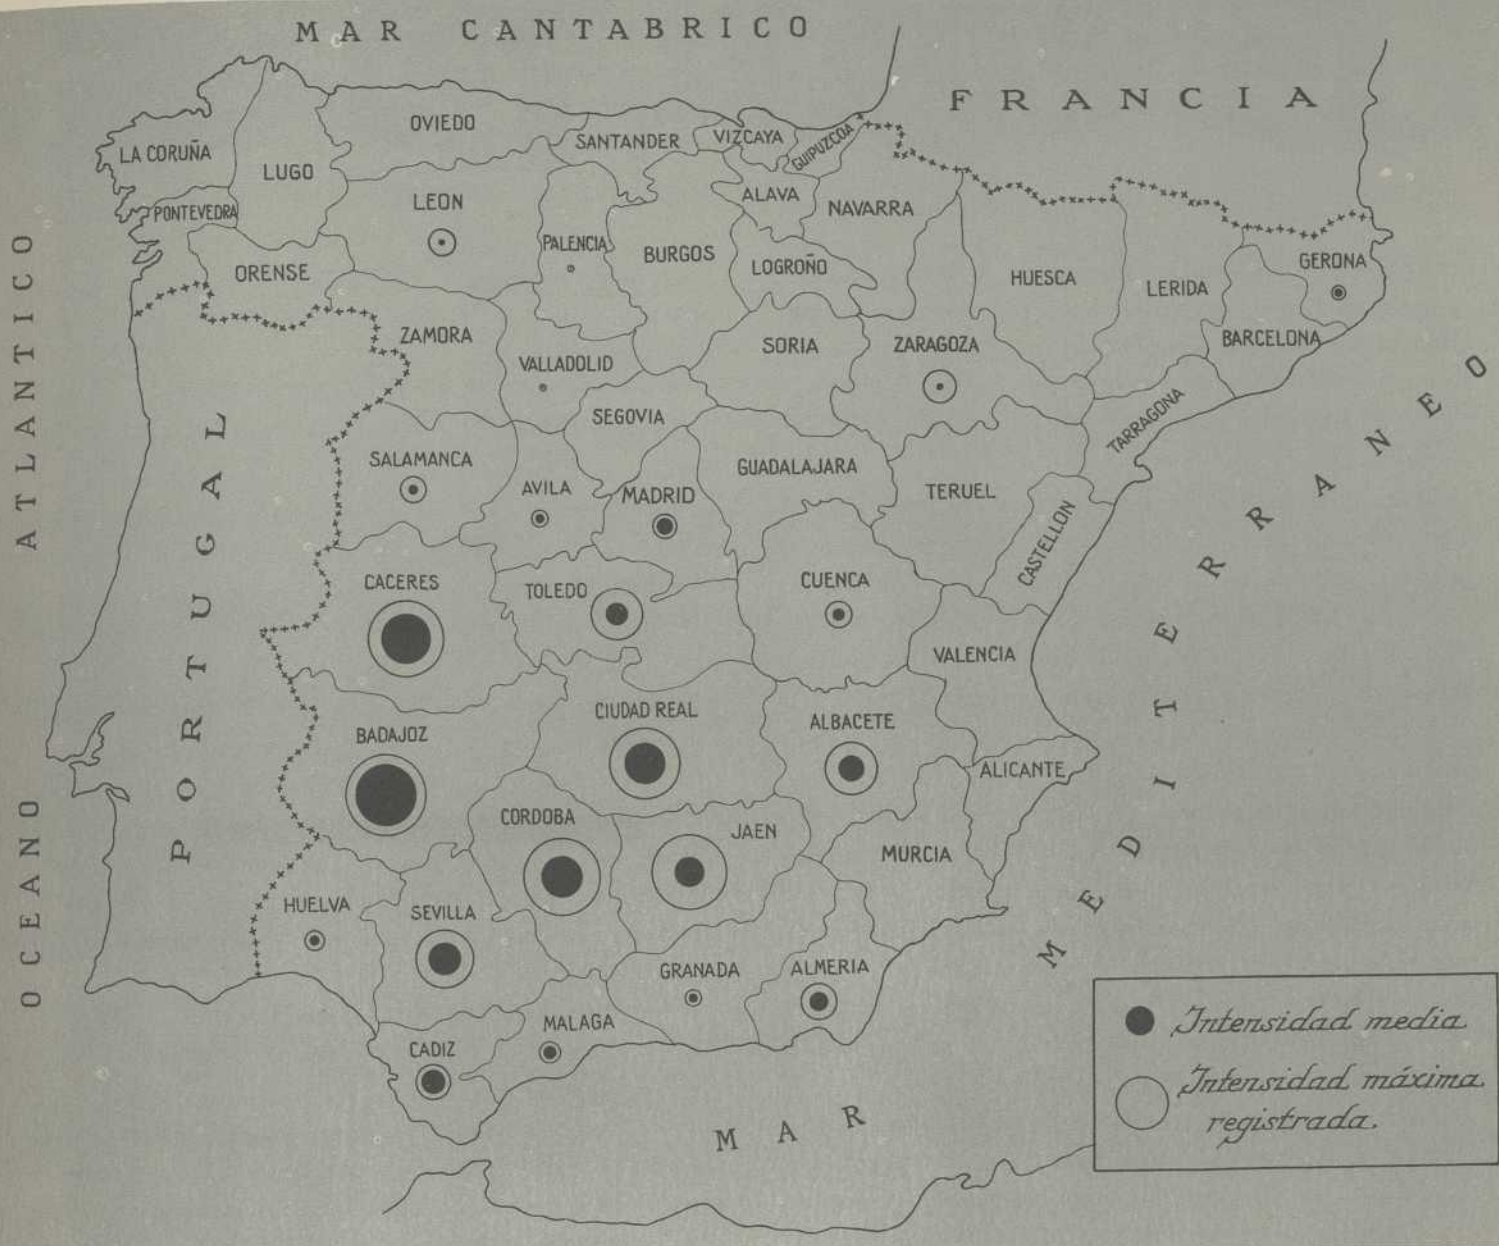 MAR CANTABRICO
FRANCIA
OCEANO ATLANTICO
PORTUGAL
MAR MEDITERRANEO
LA CORUÑA
LUGO
OVIEDO
SANTANDER
VIZCAYA
GUIPUZCOA
PONTEVEDRA
ORENSE
LEON
PALENCIA
BURGOS
ALAVA
NAVARRA
LOGROÑO
HUESCA
LERIDA
GERONA
BARCELONA
ZAMORA
VALLADOLID
SORIA
ZARAGOZA
TARRAGONA
SEGOVIA
SALAMANCA
AVILA
MADRID
GUADALAJARA
TERUEL
CASTELLON
CACERES
TOLEDO
CUENCA
VALENCIA
BADAJOZ
CIUDAD REAL
ALBACETE
ALICANTE
CORDOBA
JAEN
MURCIA
HUELVA
SEVILLA
GRANADA
ALMERIA
MALAGA
CADIZ
Intensidad media
Intensidad máxima
registrada.